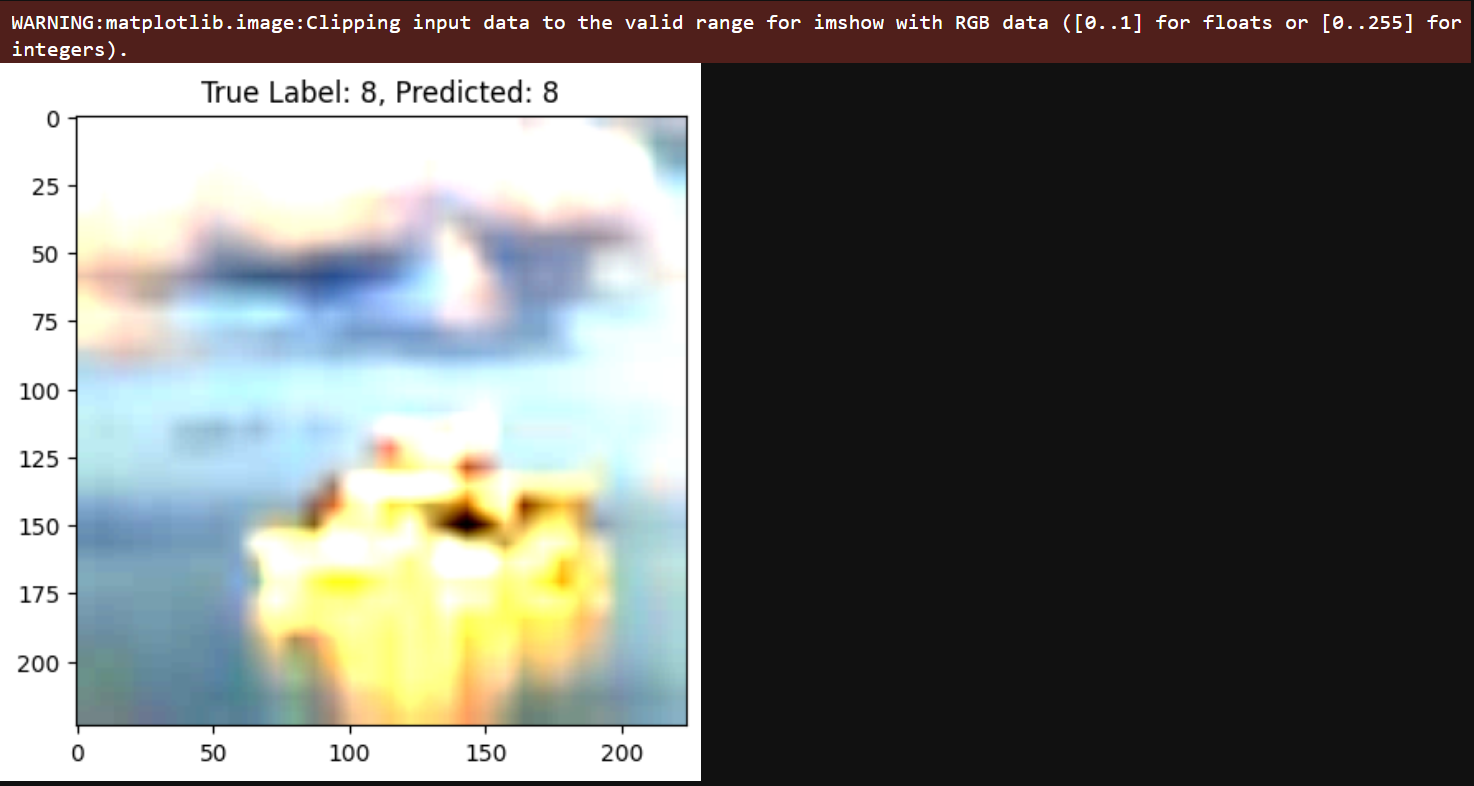 WARNING:matplotlib.image:Clipping input data to the valid range for imshow with RGB data ([0..1] for floats or [0..255] for
integers).
True Label: 8, Predicted: 8
0
25
50
75
100
125
150
175
200
0 50 100 150 200